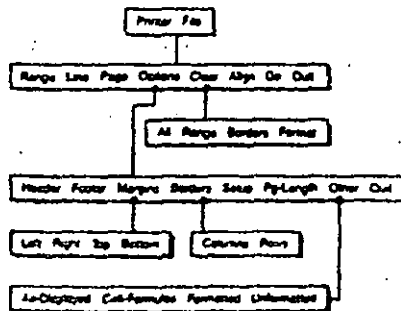 Printer File
Range Line Page Options Clear Align Go Quit
All Range Borders Format
Header Footer Margins Borders Setup Pg-Length Other Quit
Left Right Top Bottom
Columns Rows
As-Displayed Cell-Formulas Formatted Unformatted